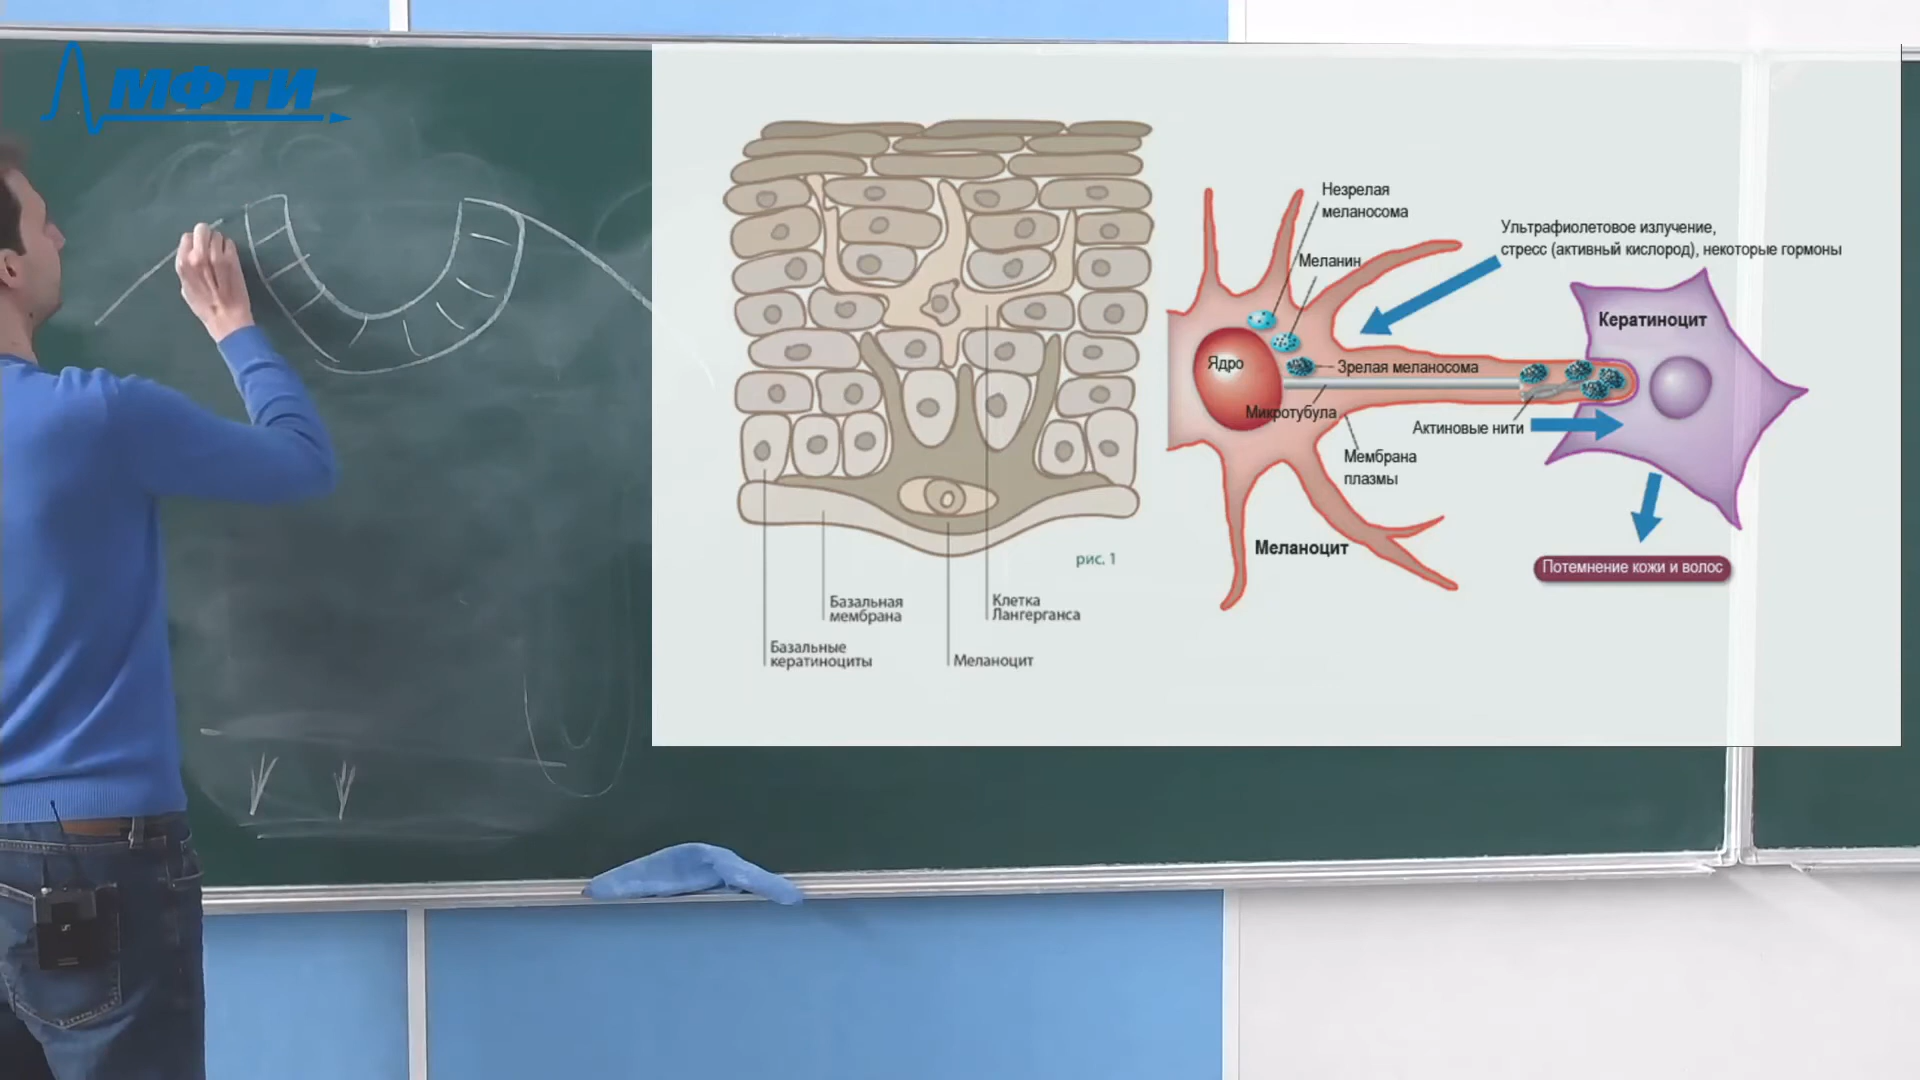 МФТИ
Незрелая
меланосома
Меланин
Ультрафиолетовое излучение,
стресс (активный кислород), некоторые гормоны
Кератиноцит
Ядро
Зрелая меланосома
Микротубула
Актиновые нити
Мембрана
плазмы
Меланоцит
Потемнение кожи и волос
рис. 1
Базальная
мембрана
Клетка
Лангерганса
Базальные
кератиноциты
Меланоцит